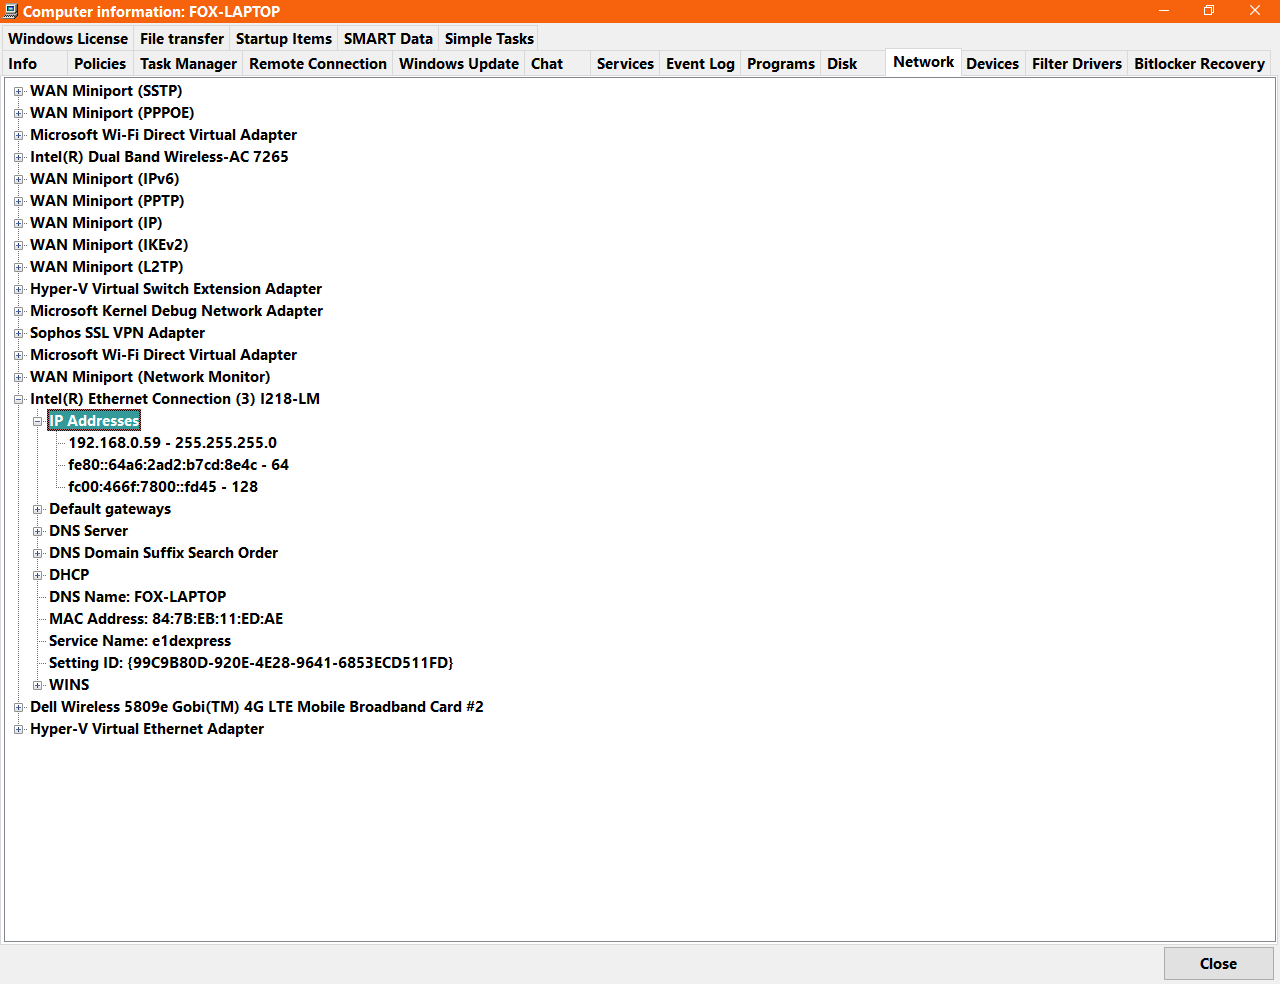 Computer information: FOX-LAPTOP
Windows License File transfer Startup Items SMART Data Simple Tasks
Info Policies Task Manager Remote Connection Windows Update Chat Services Event Log Programs Disk Network Devices Filter Drivers Bitlocker Recovery
WAN Miniport (SSTP)
WAN Miniport (PPPOE)
Microsoft Wi-Fi Direct Virtual Adapter
Intel(R) Dual Band Wireless-AC 7265
WAN Miniport (IPv6)
WAN Miniport (PPTP)
WAN Miniport (IP)
WAN Miniport (IKEv2)
WAN Miniport (L2TP)
Hyper-V Virtual Switch Extension Adapter
Microsoft Kernel Debug Network Adapter
Sophos SSL VPN Adapter
Microsoft Wi-Fi Direct Virtual Adapter
WAN Miniport (Network Monitor)
Intel(R) Ethernet Connection (3) I218-LM
IP Addresses
192.168.0.59 - 255.255.255.0
fe80::64a6:2ad2:b7cd:8e4c - 64
fc00:466f:7800::fd45 - 128
Default gateways
DNS Server
DNS Domain Suffix Search Order
DHCP
DNS Name: FOX-LAPTOP
MAC Address: 84:7B:EB:11:ED:AE
Service Name: e1dexpress
Setting ID: {99C9B80D-920E-4E28-9641-6853ECD511FD}
WINS
Dell Wireless 5809e Gobi(TM) 4G LTE Mobile Broadband Card #2
Hyper-V Virtual Ethernet Adapter
Close